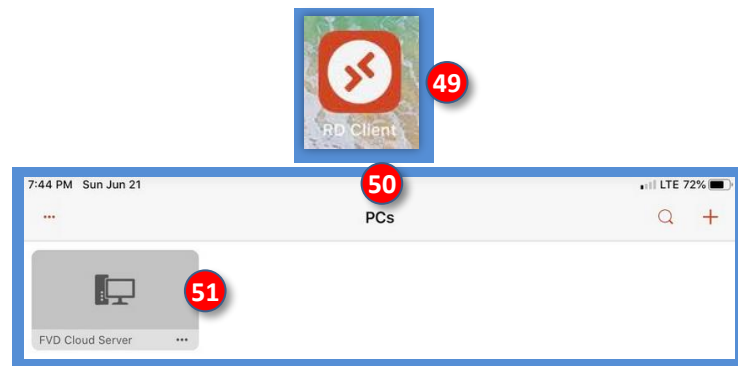 49
RD Client
50
7:44 PM Sun Jun 21
LTE 72%
...
PCs
+
51
FVD Cloud Server ...